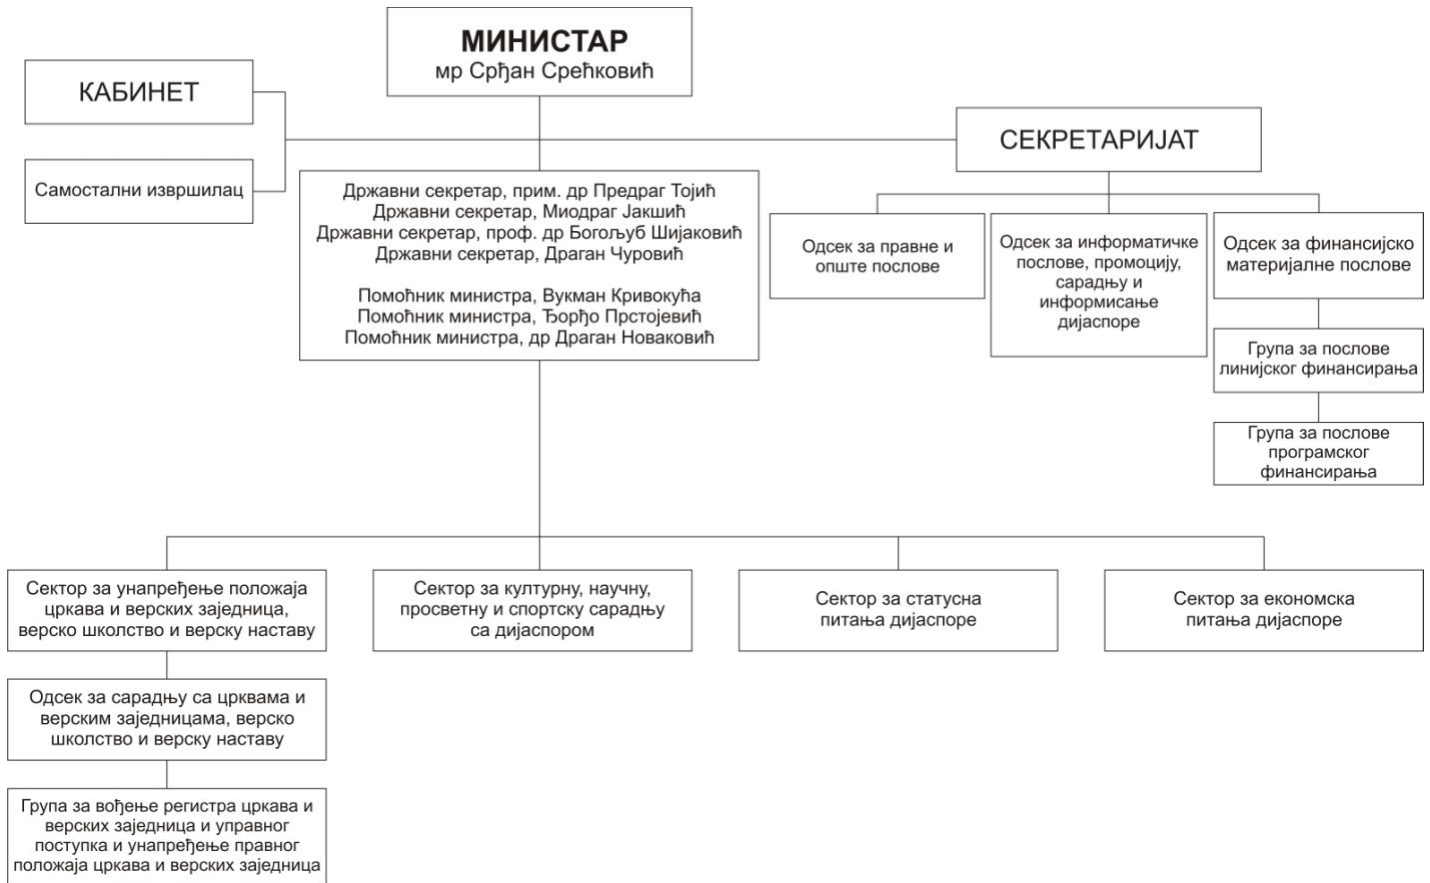 МИНИСТАР
мр Срђан Срећковић
КАБИНЕТ
Самостални извршилац
СЕКРЕТАРИЈАТ
Државни секретар, прим. др Предраг Тојић
Државни секретар, Миодраг Јакшић
Државни секретар, проф. др Богољуб Шијаковић
Државни секретар, Драган Чуровић
Помоћник министра, Вукман Кривокућа
Помоћник министра, Ђорђо Прстојевић
Помоћник министра, др Драган Новаковић
Одсек за правне и
опште послове
Одсек за информатичке
послове, промоцију,
сарадњу и
информисање
дијаспоре
Одсек за финансијско
материјалне послове
Група за послове
линијског финансирања
Група за послове
програмског
финансирања
Сектор за унапређење положаја
цркава и верских заједница,
верско школство и верску наставу
Сектор за културну, научну,
просветну и спортску сарадњу
са дијаспором
Сектор за статусна
питања дијаспоре
Сектор за економска
питања дијаспоре
Одсек за сарадњу са црквама и
верским заједницама, верско
школство и верску наставу
Група за вођење регистра цркава и
верских заједница и управног
поступка и унапређење правног
положаја цркава и верских заједница